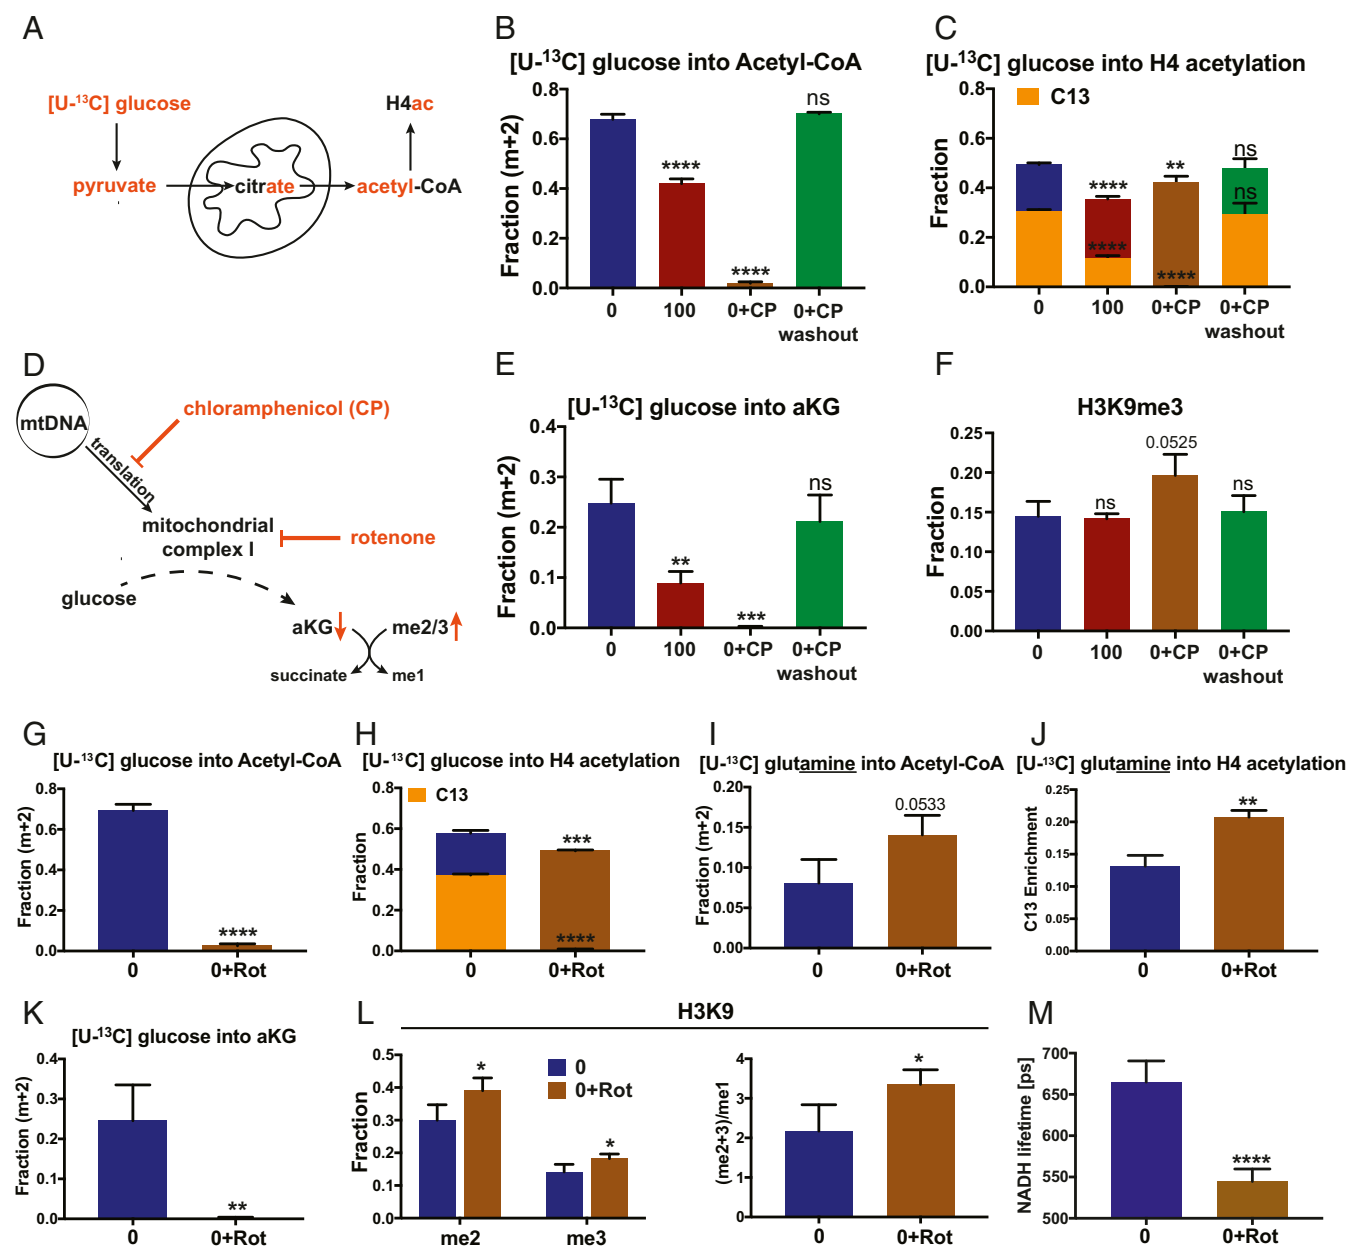 A
[U-¹³C] glucose
pyruvate
citrate
acetyl-CoA
H4ac
B
[U-¹³C] glucose into Acetyl-CoA
Fraction (m+2)
0.8
0.6
0.4
0.2
0.0
****
****
ns
0
100
0+CP
0+CP
washout
C
[U-¹³C] glucose into H4 acetylation
C13
Fraction
0.8
0.6
0.4
0.2
0.0
****
****
**
****
ns
ns
0
100
0+CP
0+CP
washout
D
mtDNA
chloramphenicol (CP)
translation
mitochondrial
complex I
rotenone
glucose
aKG
me2/3
succinate
me1
E
[U-¹³C] glucose into aKG
Fraction (m+2)
0.4
0.3
0.2
0.1
0.0
**
***
ns
0
100
0+CP
0+CP
washout
F
H3K9me3
Fraction
0.25
0.20
0.15
0.10
0.05
0.00
ns
0.0525
ns
0
100
0+CP
0+CP
washout
G
[U-¹³C] glucose into Acetyl-CoA
Fraction (m+2)
0.8
0.6
0.4
0.2
0.0
****
0
0+Rot
H
[U-¹³C] glucose into H4 acetylation
C13
Fraction
0.8
0.6
0.4
0.2
0.0
***
****
0
0+Rot
I
[U-¹³C] glutamine into Acetyl-CoA
Fraction (m+2)
0.20
0.15
0.10
0.05
0.00
0.0533
0
0+Rot
J
[U-¹³C] glutamine into H4 acetylation
C13 Enrichment
0.25
0.20
0.15
0.10
0.05
0.00
**
0
0+Rot
K
[U-¹³C] glucose into aKG
Fraction (m+2)
0.4
0.3
0.2
0.1
0.0
**
0
0+Rot
L
H3K9
Fraction
0.5
0.4
0.3
0.2
0.1
0.0
*
*
0
0+Rot
me2
me3
(me2+3)/me1
4
3
2
1
0
*
0
0+Rot
M
NADH lifetime [ps]
700
650
600
550
500
****
0
0+Rot